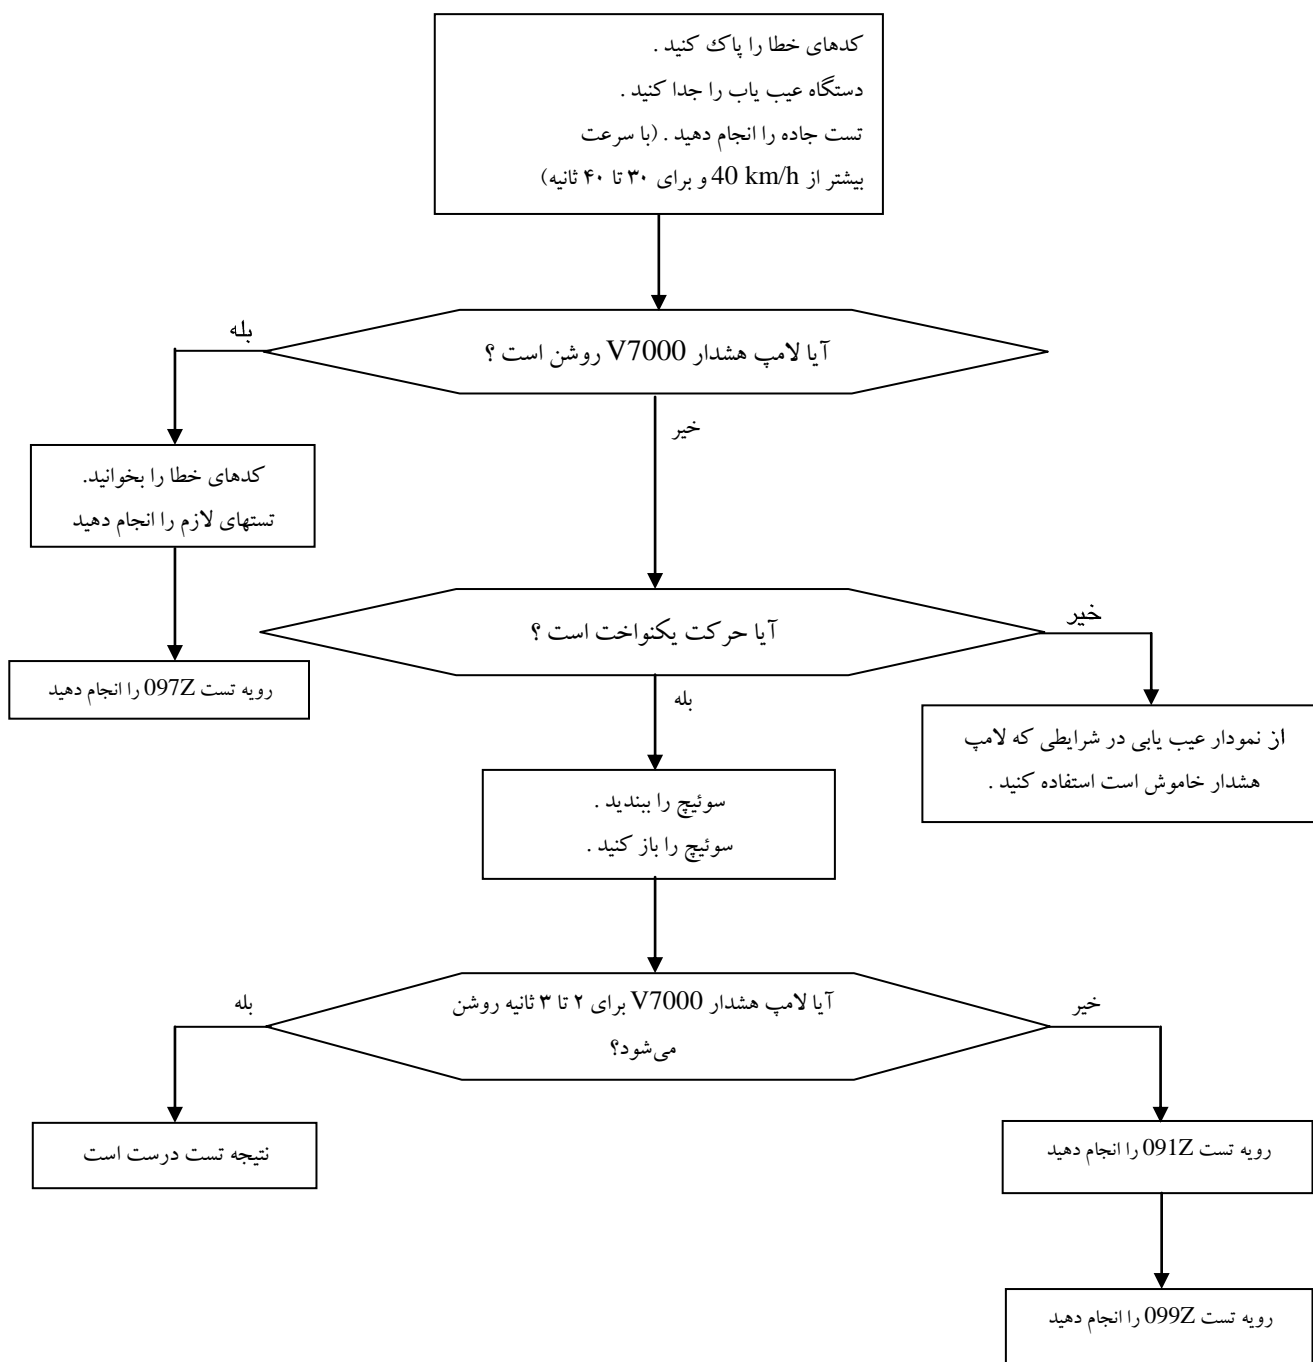 کدهای خطا را پاک کنید .
دستگاه عیب یاب را جدا کنید .
تست جاده را انجام دهید . (با سرعت
بیشتر از 40 km/h و برای ۳۰ تا ۴۰ ثانیه)
آیا لامپ هشدار V7000 روشن است ؟
بله
خیر
کدهای خطا را بخوانید.
تستهای لازم را انجام دهید
رویه تست 097Z را انجام دهید
آیا حرکت یکنواخت است ؟
خیر
بله
از نمودار عیب یابی در شرایطی که لامپ
هشدار خاموش است استفاده کنید .
سوئیچ را ببندید .
سوئیچ را باز کنید .
آیا لامپ هشدار V7000 برای ۲ تا ۳ ثانیه روشن
می‌شود؟
خیر
بله
رویه تست 091Z را انجام دهید
نتیجه تست درست است
رویه تست 099Z را انجام دهید